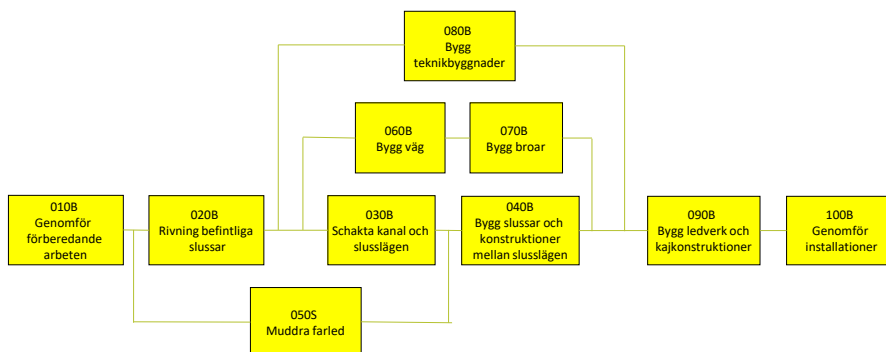 080B
Bygg
teknikbyggnader
060B
Bygg väg
070B
Bygg broar
010B
Genomför
förberedande
arbeten
020B
Rivning befintliga
slussar
030B
Schakta kanal och
slusslägen
040B
Bygg slussar och
konstruktioner
mellan slusslägen
090B
Bygg ledverk och
kajkonstruktioner
100B
Genomför
installationer
050S
Muddra farled